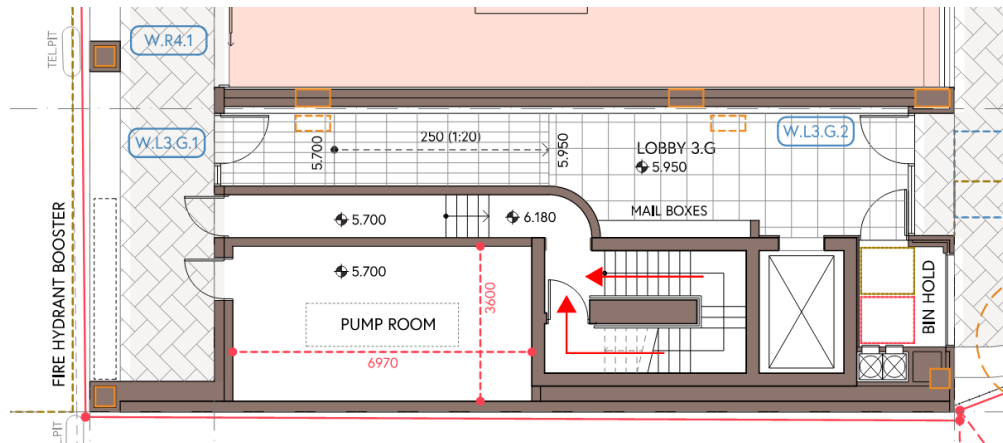 TEL.PIT
W.R4.1
W.L3.G.1
5.700
250 (1:20)
5.950
LOBBY 3.G
5.950
W.L3.G.2
MAIL BOXES
5.700
6.180
5.700
FIRE HYDRANT BOOSTER
PUMP ROOM
3600
6970
BIN HOLD